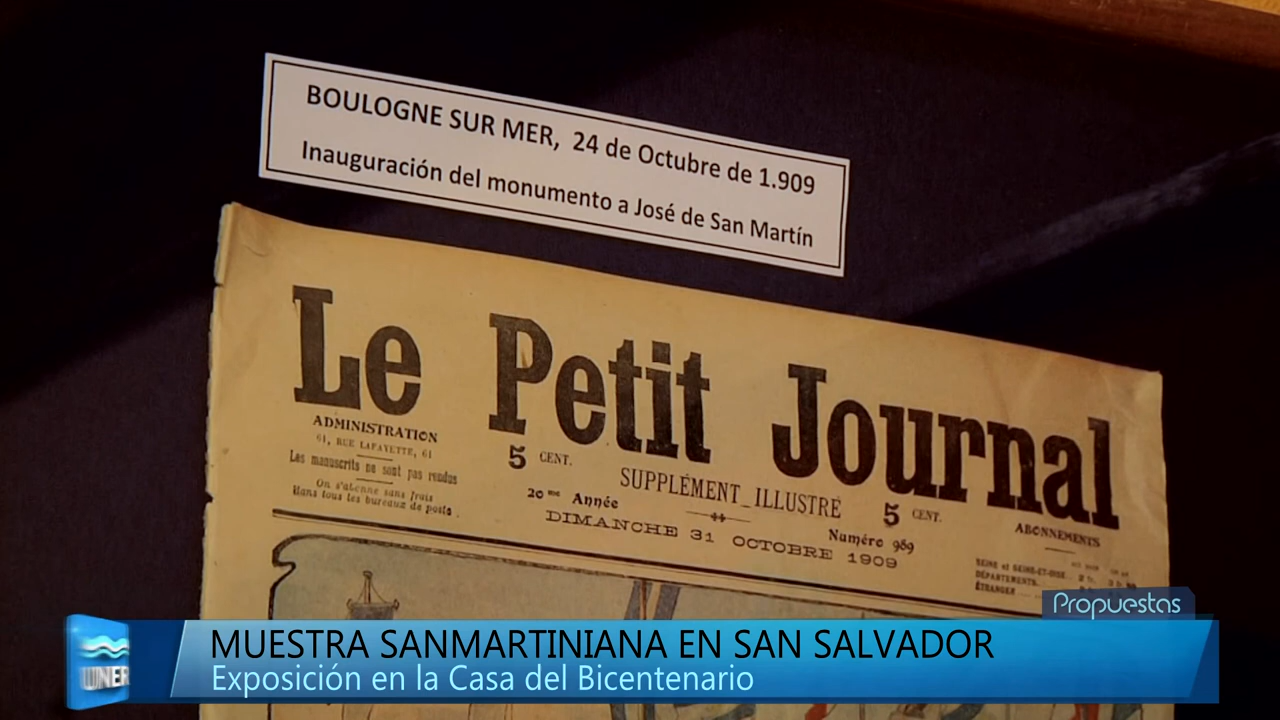 BOULOGNE SUR MER, 24 de Octubre de 1.909
Inauguración del monumento a José de San Martín
Le Petit Journal
ADMINISTRATION
61, RUE LAFAYETTE, 61
Les manuscrits ne sont pas rendus
On s'abonne sans frais
Dans tous les bureaux de poste
5 CENT.
SUPPLÉMENT ILLUSTRÉ
5 CENT.
20me Année
Numéro 989
DIMANCHE 31 OCTOBRE 1909
ABONNEMENTS
SEINE et SEINE-ET-OISE
DÉPARTEMENTS
ÉTRANGER
Propuestas
UNER
MUESTRA SANMARTINIANA EN SAN SALVADOR
Exposición en la Casa del Bicentenario